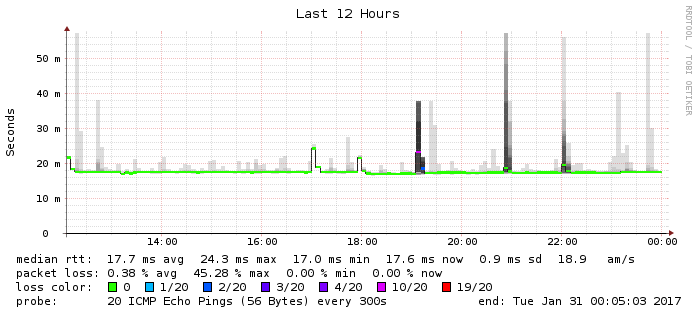 Last 12 Hours
RRDTOOL / TOBI OETIKER
Seconds
50 m
40 m
30 m
20 m
10 m
0
14:00 16:00 18:00 20:00 22:00 00:00
median rtt: 17.7 ms avg 24.3 ms max 17.0 ms min 17.6 ms now 0.9 ms sd 18.9 am/s
packet loss: 0.38 % avg 45.28 % max 0.00 % min 0.00 % now
loss color: 0 1/20 2/20 3/20 4/20 10/20 19/20
probe: 20 ICMP Echo Pings (56 Bytes) every 300s end: Tue Jan 31 00:05:03 2017